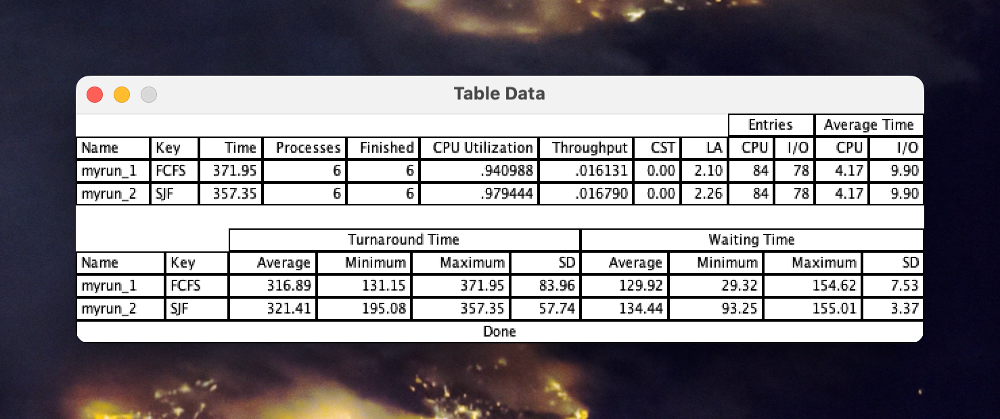 Table Data
Entries Average Time
Name Key Time Processes Finished CPU Utilization Throughput CST LA CPU I/O CPU I/O
myrun_1 FCFS 371.95 6 6 .940988 .016131 0.00 2.10 84 78 4.17 9.90
myrun_2 SJF 357.35 6 6 .979444 .016790 0.00 2.26 84 78 4.17 9.90
Turnaround Time Waiting Time
Name Key Average Minimum Maximum SD Average Minimum Maximum SD
myrun_1 FCFS 316.89 131.15 371.95 83.96 129.92 29.32 154.62 7.53
myrun_2 SJF 321.41 195.08 357.35 57.74 134.44 93.25 155.01 3.37
Done